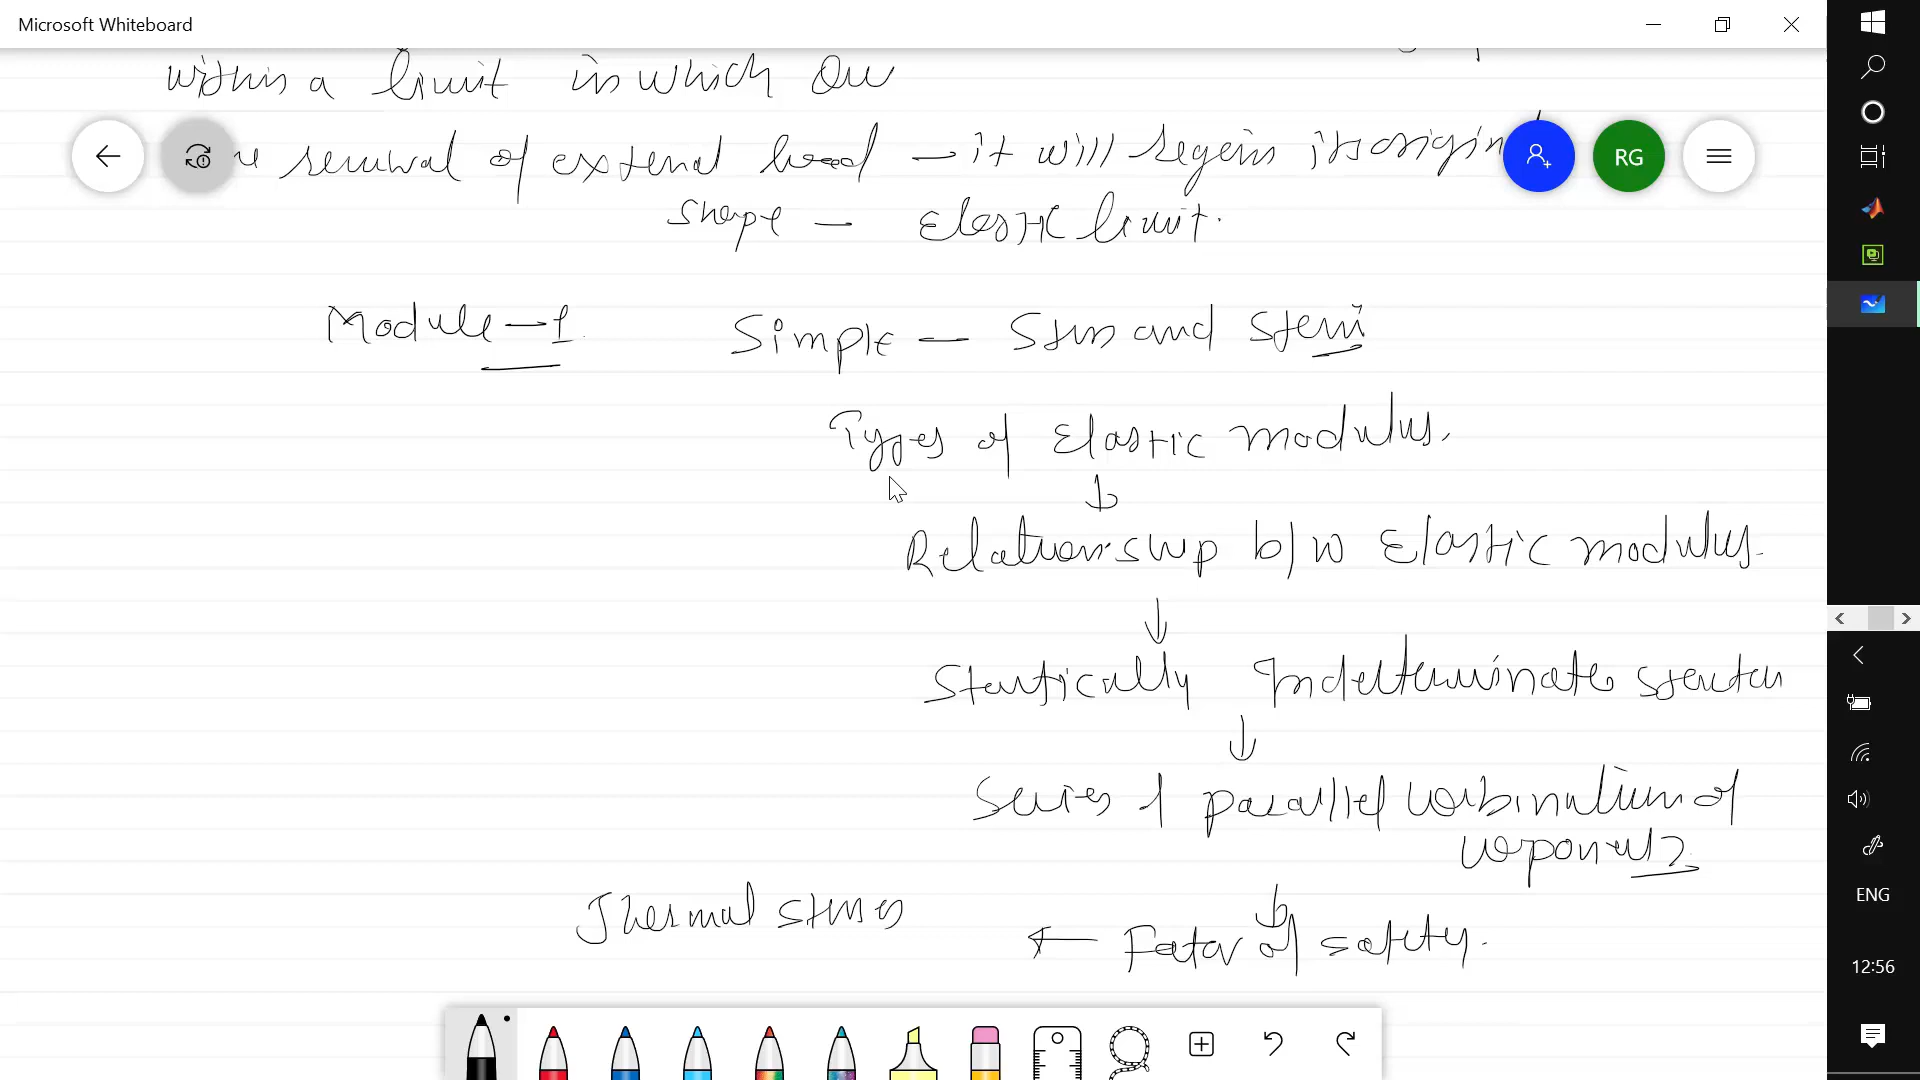 Microsoft Whiteboard
within a limit in which on
removal of external load – it will regain its origin
RG
shape – Elastic limit.
Module – 1
Simple – Stress and Strain
Types of Elastic modulus.
Relationship b/w Elastic modulus.
Statically Indeterminate structure
Series & parallel combination of
components
Thermal stresses
Factor of safety.
ENG
12:56